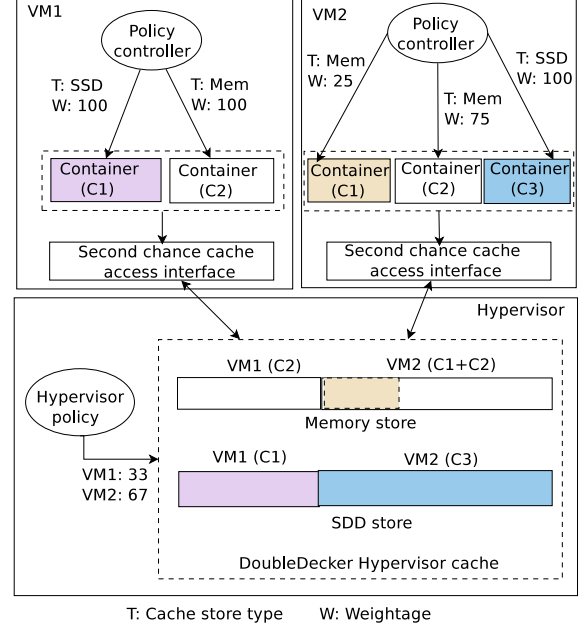 VM1
Policy
controller
T: SSD
W: 100
T: Mem
W: 100
Container
(C1)
Container
(C2)
Second chance cache
access interface
VM2
Policy
controller
T: Mem
W: 25
T: Mem
W: 75
T: SSD
W: 100
Container
(C1)
Container
(C2)
Container
(C3)
Second chance cache
access interface
Hypervisor
Hypervisor
policy
VM1: 33
VM2: 67
VM1 (C2)
VM2 (C1+C2)
Memory store
VM1 (C1)
VM2 (C3)
SDD store
DoubleDecker Hypervisor cache
T: Cache store type
W: Weightage